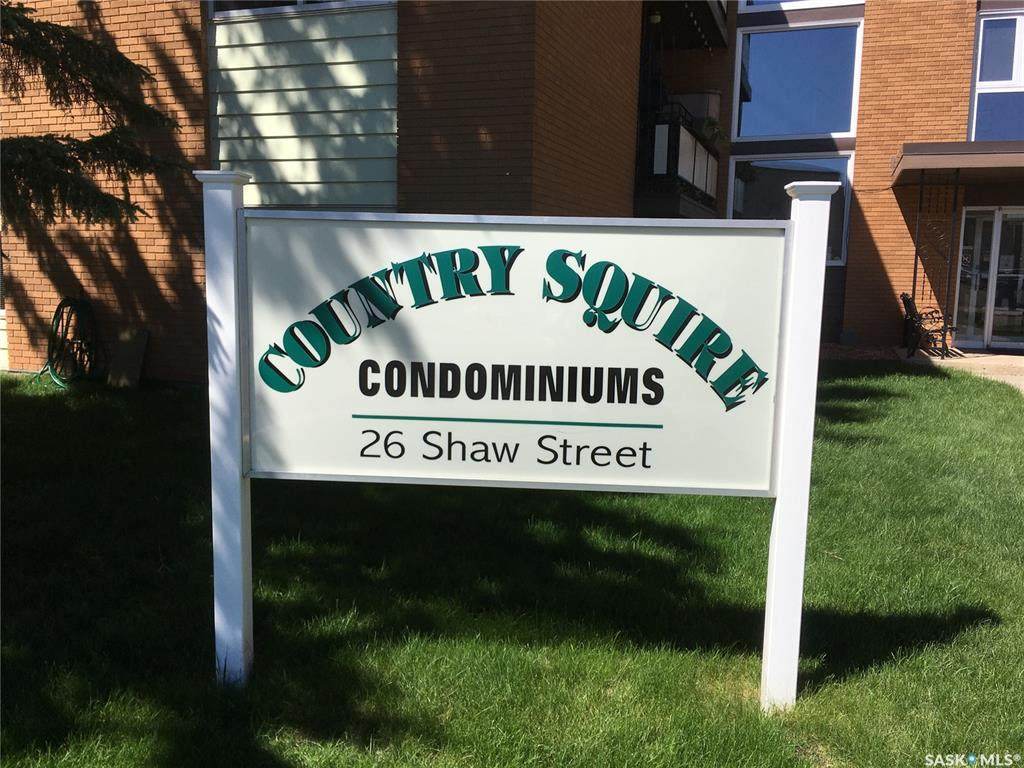 COUNTRY SQUIRE
CONDOMINIUMS
26 Shaw Street
SASK MLS®